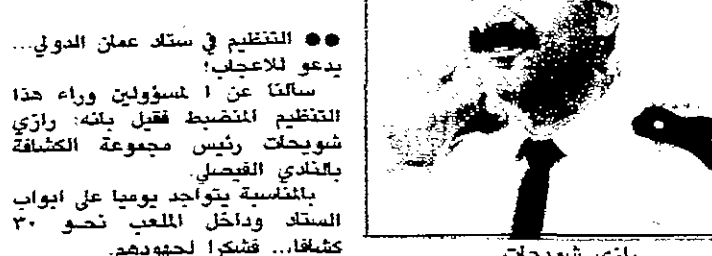 ●● التنظيم في ستاد عمان الدولي...
يدعو للاعجاب!
سألنا عن ا لمسؤولين وراء هذا
التنظيم المنضبط فقيل بانه: رازي
شويحات رئيس مجموعة الكشافة
بالنادي الفيصلي.
بالمناسبة يتواجد يوميا على ابواب
الستاد وداخل الملعب نحو ٣٠
كشافا... فشكرا لجهودهم.
رازي شويحات